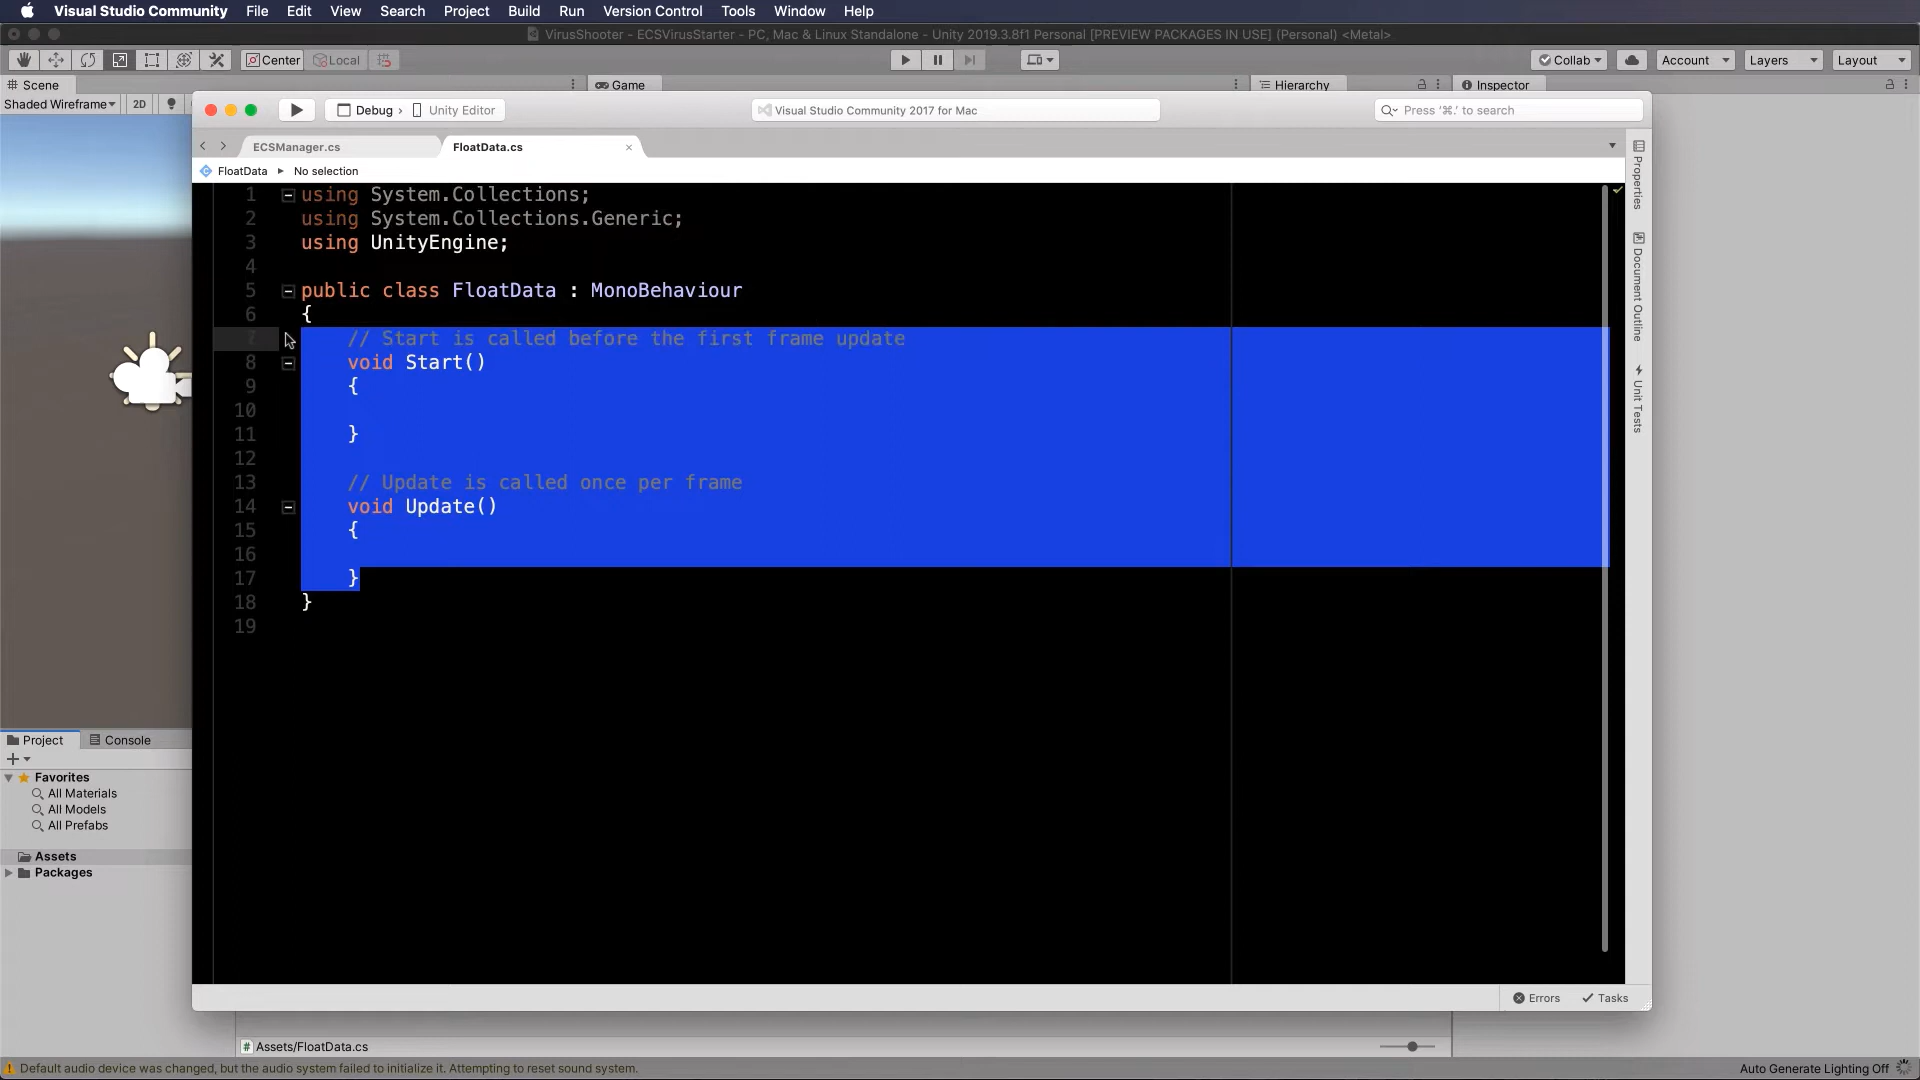 Visual Studio Community File Edit View Search Project Build Run Version Control Tools Window Help
VirusShooter - ECSVirusStarter - PC, Mac & Linux Standalone - Unity 2019.3.8f1 Personal [PREVIEW PACKAGES IN USE] (Personal) <Metal>
Center Local Collab Account Layers Layout
Scene Game Hierarchy Inspector
Shaded Wireframe 2D
Debug › Unity Editor Visual Studio Community 2017 for Mac Press '⌘.' to search
ECSManager.cs FloatData.cs ×
FloatData No selection
1 using System.Collections;
2 using System.Collections.Generic;
3 using UnityEngine;
4
5 public class FloatData : MonoBehaviour
6 {
7 // Start is called before the first frame update
8 void Start()
9 {
10
11 }
12
13 // Update is called once per frame
14 void Update()
15 {
16
17 }
18 }
19
Properties
Document Outline
Unit Tests
Project Console
Favorites
All Materials
All Models
All Prefabs
Assets
Packages
Errors Tasks
Assets/FloatData.cs
Default audio device was changed, but the audio system failed to initialize it. Attempting to reset sound system. Auto Generate Lighting Off